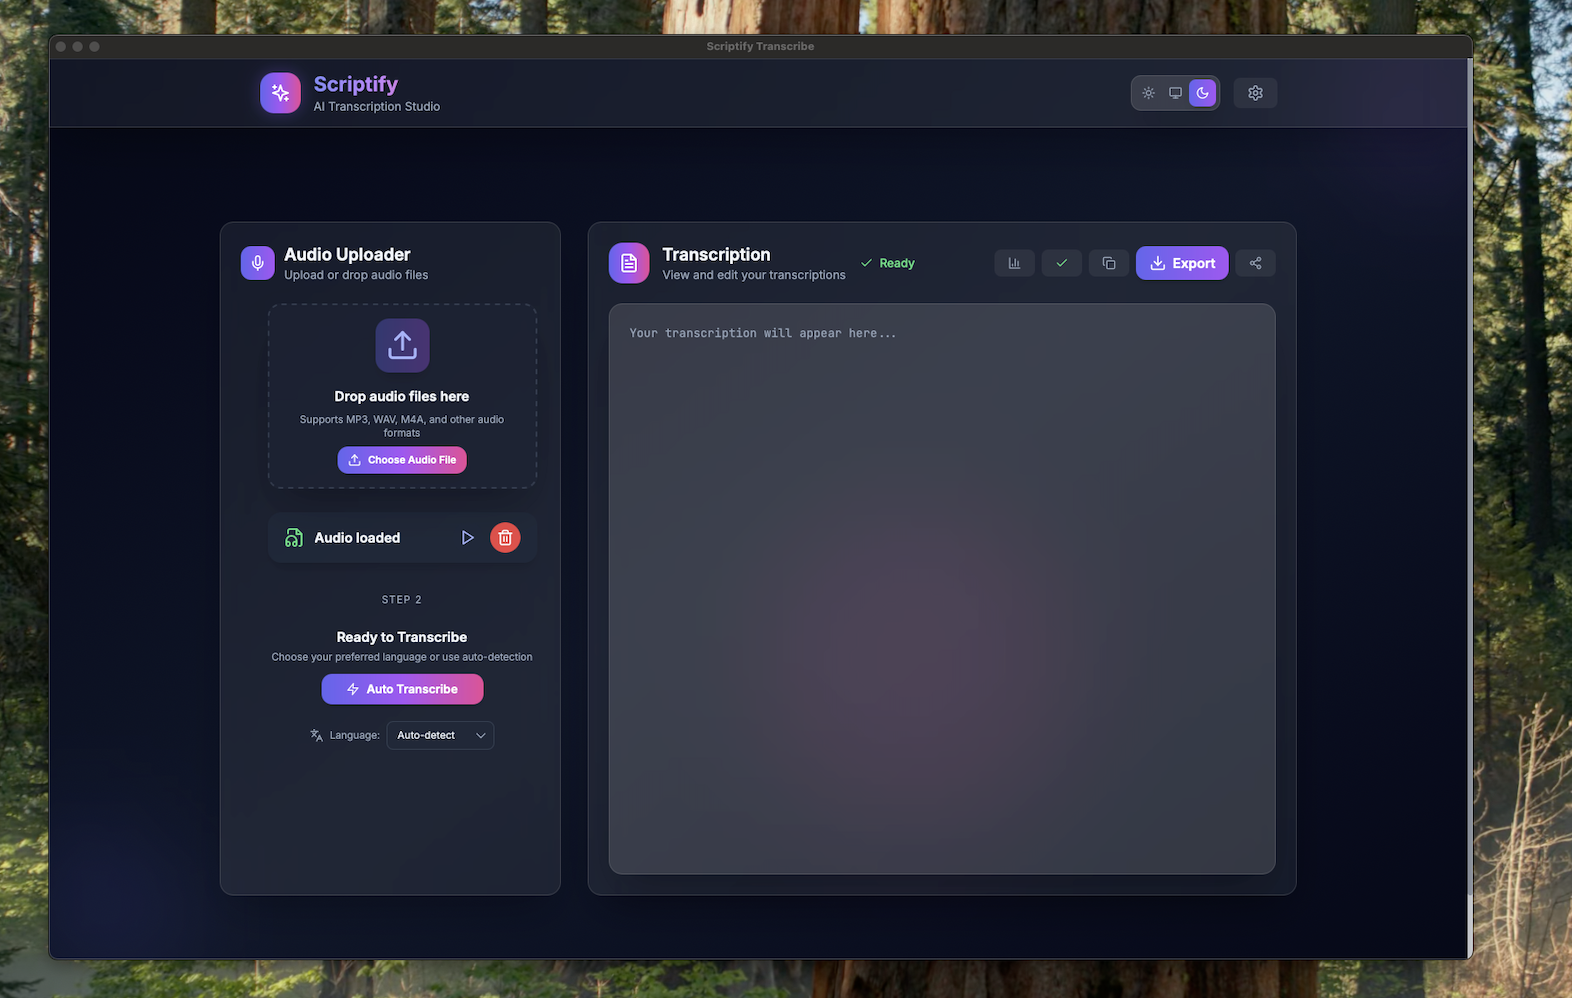 Scriptify Transcribe
Scriptify
AI Transcription Studio
Audio Uploader
Upload or drop audio files
Drop audio files here
Supports MP3, WAV, M4A, and other audio
formats
Choose Audio File
Audio loaded
STEP 2
Ready to Transcribe
Choose your preferred language or use auto-detection
Auto Transcribe
Language: Auto-detect
Transcription
View and edit your transcriptions
Ready
Export
Your transcription will appear here...